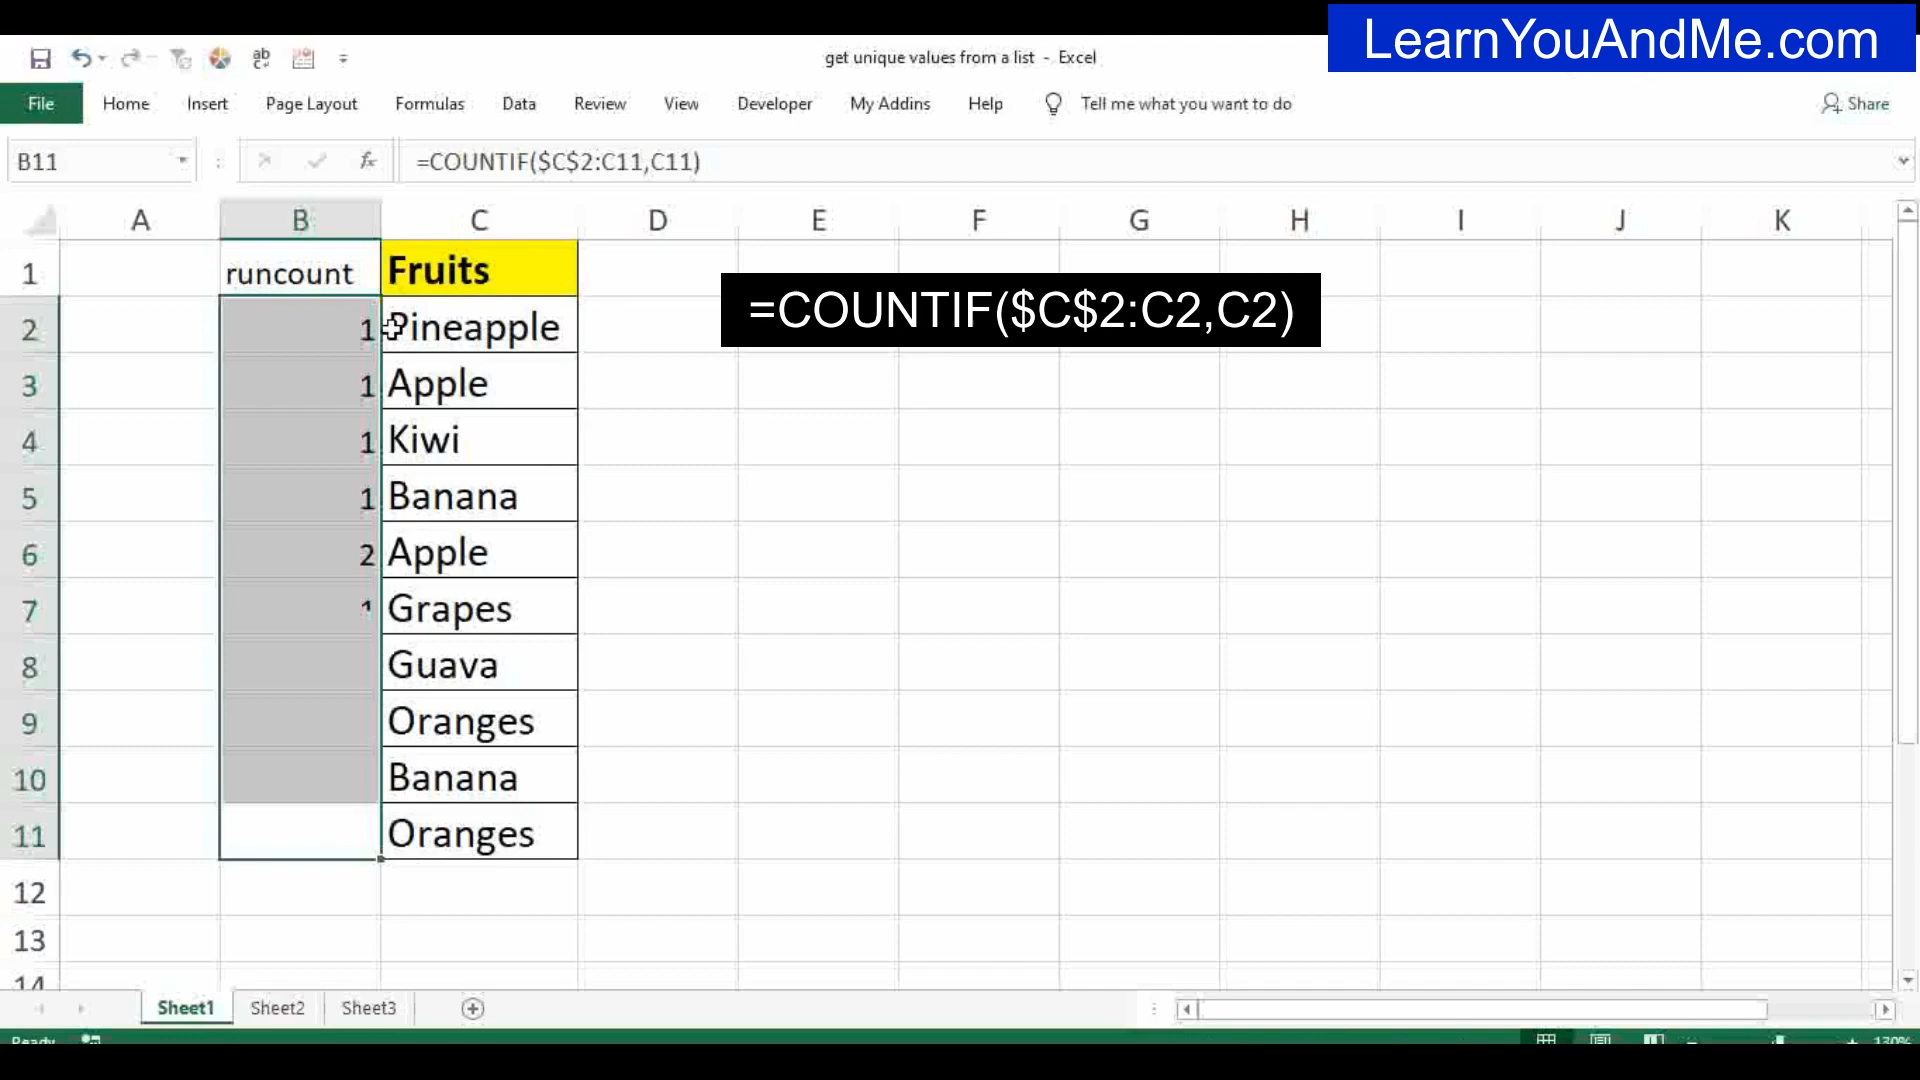 LearnYouAndMe.com
get unique values from a list - Excel
File Home Insert Page Layout Formulas Data Review View Developer My Addins Help Tell me what you want to do Share
B11 fx =COUNTIF($C$2:C11,C11)
A B C D E F G H I J K
1 runcount Fruits
=COUNTIF($C$2:C2,C2)
2 1 Pineapple
3 1 Apple
4 1 Kiwi
5 1 Banana
6 2 Apple
7 1 Grapes
8 Guava
9 Oranges
10 Banana
11 Oranges
12
13
14
Sheet1 Sheet2 Sheet3
Ready 130%